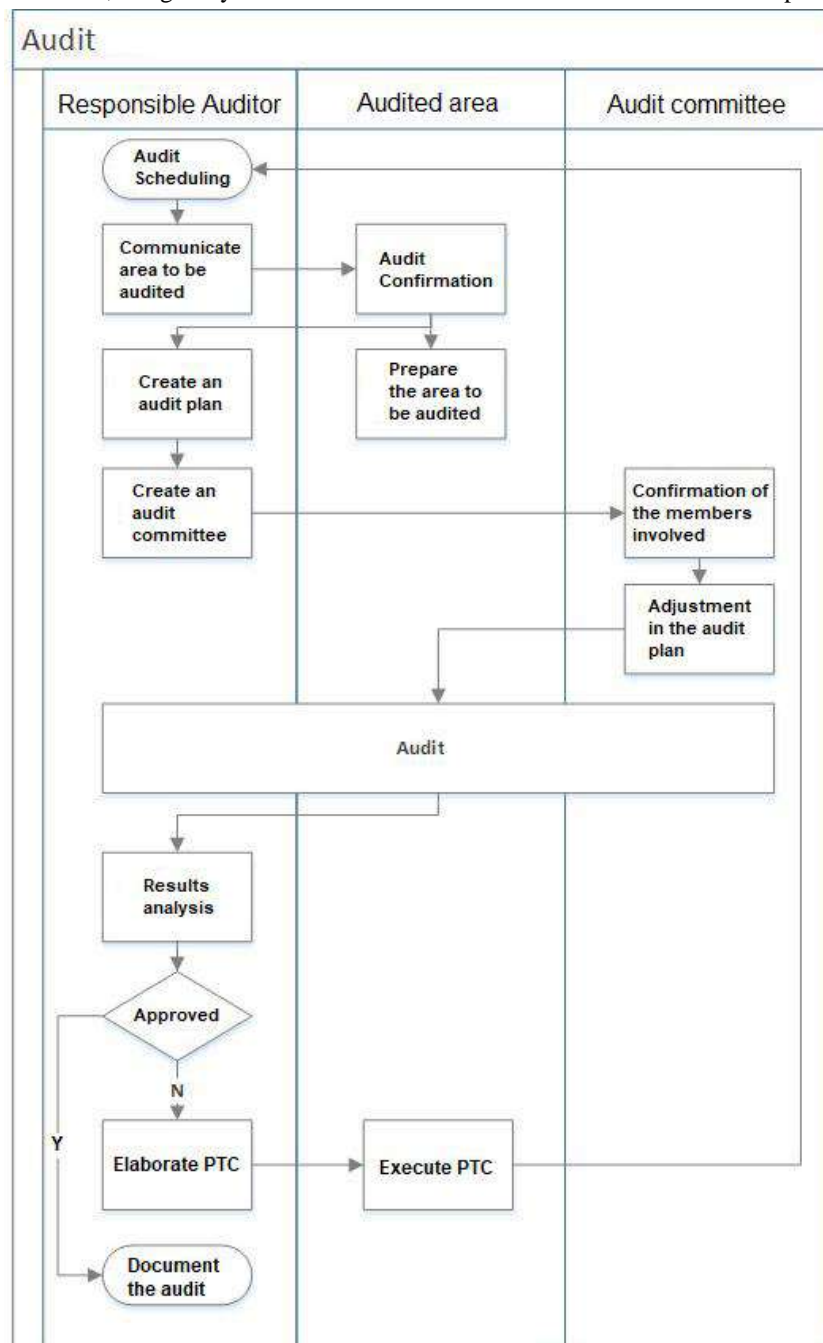 Audit
Responsible Auditor
Audited area
Audit committee
Audit
Scheduling
Communicate
area to be
audited
Audit
Confirmation
Create an
audit plan
Prepare
the area to
be audited
Create an
audit
committee
Confirmation of
the members
involved
Adjustment
in the audit
plan
Audit
Results
analysis
Approved
N
Y
Elaborate PTC
Execute PTC
Document
the audit